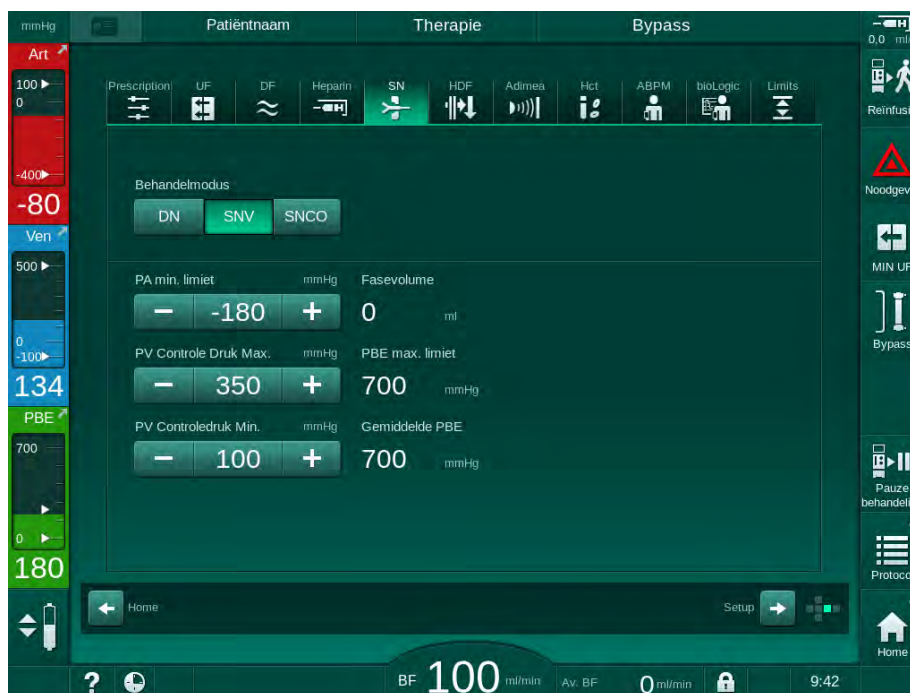 mmHg
Patiëntnaam
Therapie
Bypass
0,0 ml/
Art
100
0
-400
-80
Ven
500
0
-100
134
PBE
700
0
180
Prescription
UF
DF
Heparin
SN
HDF
Adimea
Hct
ABPM
bioLogic
Limits
Behandelmodus
DN SNV SNCO
PA min. limiet mmHg Fasevolume
− -180 + 0 ml
PV Controle Druk Max. mmHg PBE max. limiet
− 350 + 700 mmHg
PV Controledruk Min. mmHg Gemiddelde PBE
− 100 + 700 mmHg
Home
Setup
Reïnfusi
Noodgev
MIN UF
Bypass
Pauze
behandeli
Protoco
Home
? BF 100 ml/min Av. BF 0 ml/min 9:42